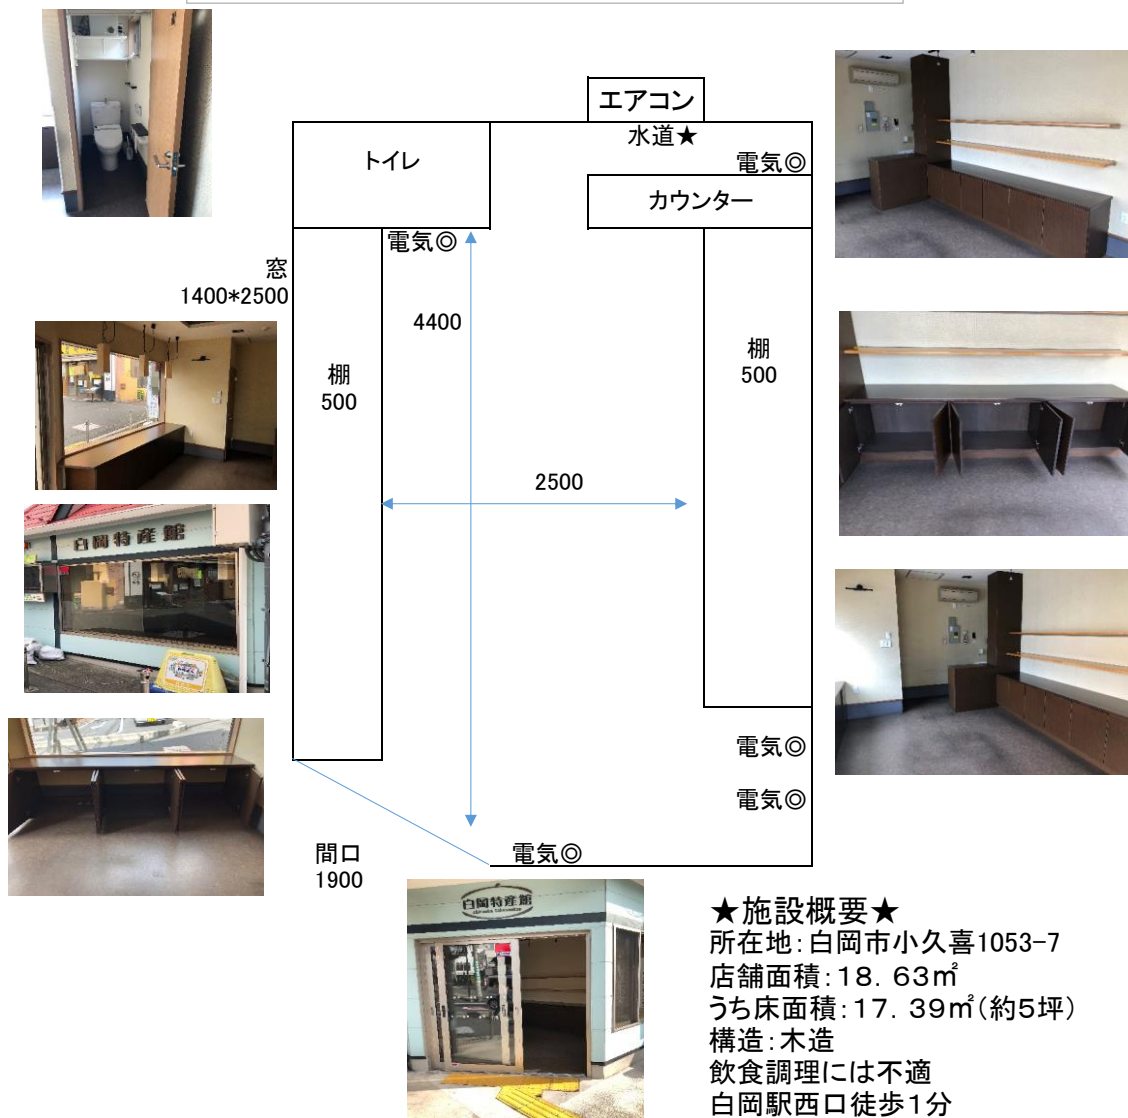 エアコン
水道★
トイレ
電気◎
カウンター
電気◎
窓
1400*2500
4400
棚
500
棚
500
2500
白岡特産館
電気◎
電気◎
間口
1900
電気◎
白岡特産館
★施設概要★
所在地:白岡市小久喜1053-7
店舗面積:18.63㎡
うち床面積:17.39㎡(約5坪)
構造:木造
飲食調理には不適
白岡駅西口徒歩1分